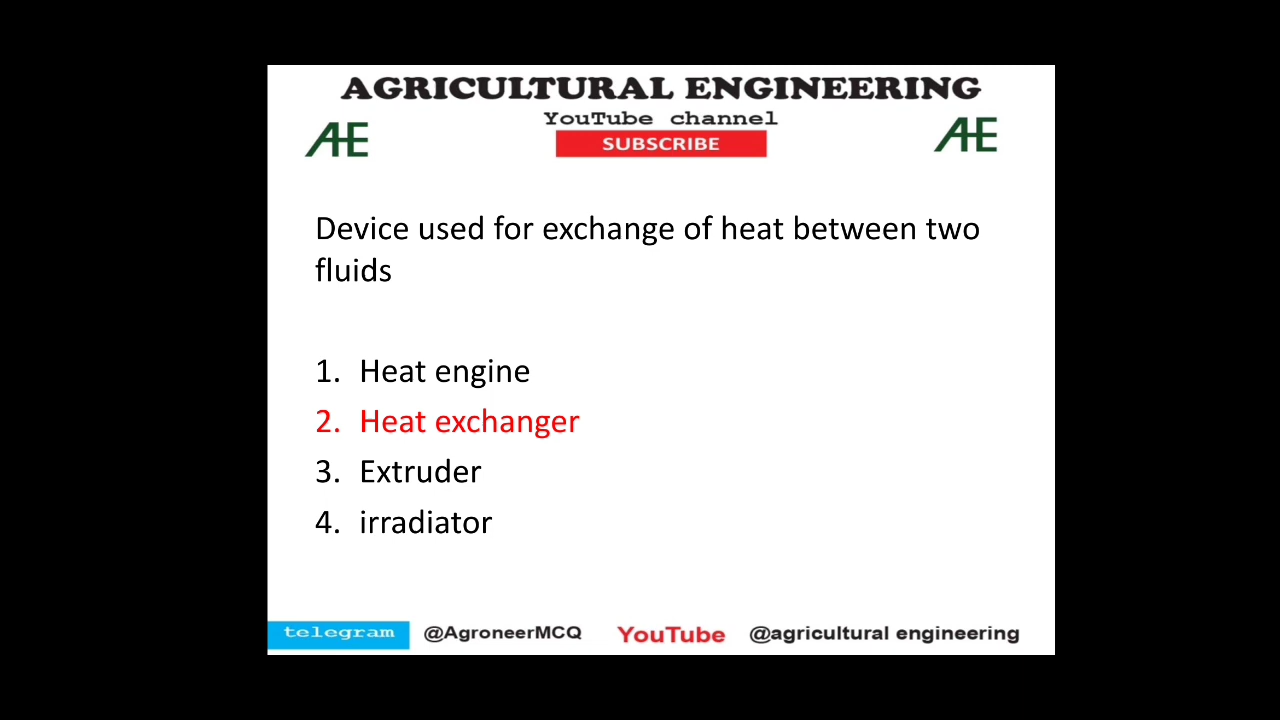 AGRICULTURAL ENGINEERING
YouTube channel
SUBSCRIBE
AE
AE
Device used for exchange of heat between two
fluids
1. Heat engine
2. Heat exchanger
3. Extruder
4. irradiator
telegram @AgroneerMCQ YouTube @agricultural engineering